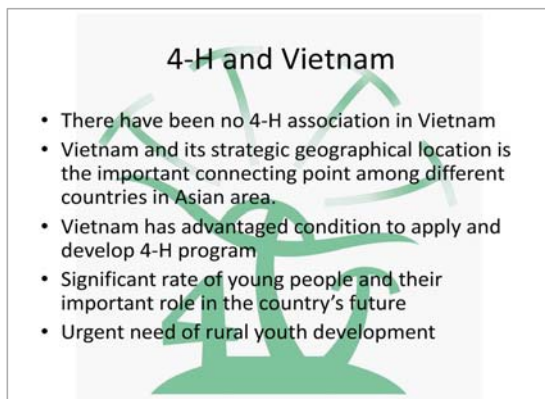 4-H and Vietnam
• There have been no 4-H association in Vietnam
• Vietnam and its strategic geographical location is
the important connecting point among different
countries in Asian area.
• Vietnam has advantaged condition to apply and
develop 4-H program
• Significant rate of young people and their
important role in the country's future
• Urgent need of rural youth development